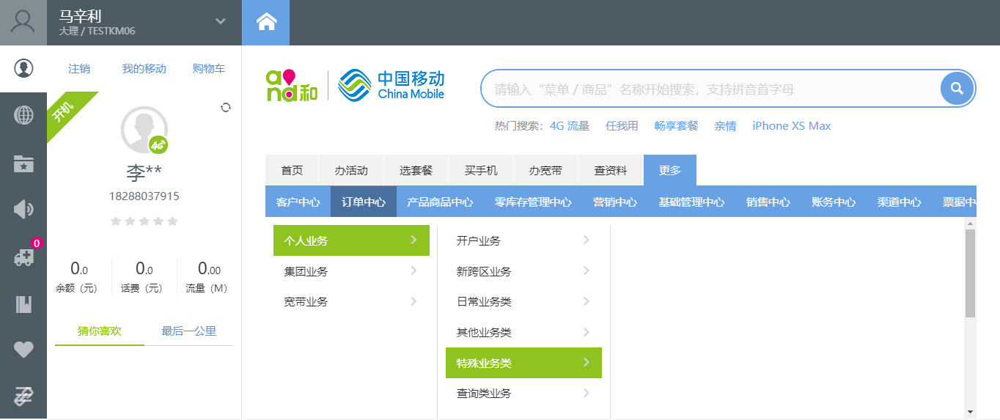 马辛利
大理 / TESTKM06
注销 我的移动 购物车
开机
4G
李**
18288037915
0
0.0 0.0 0.00
余额（元） 话费（元） 流量（M）
猜你喜欢 最后一公里
and和 中国移动
China Mobile
请输入“菜单 / 商品”名称开始搜索，支持拼音首字母
热门搜索： 4G 流量 任我用 畅享套餐 亲情 iPhone XS Max
首页 办活动 选套餐 买手机 办宽带 查资料 更多
客户中心 订单中心 产品商品中心 零库存管理中心 营销中心 基础管理中心 销售中心 账务中心 渠道中心 票据中
个人业务
集团业务
宽带业务
开户业务
新跨区业务
日常业务类
其他业务类
特殊业务类
查询类业务